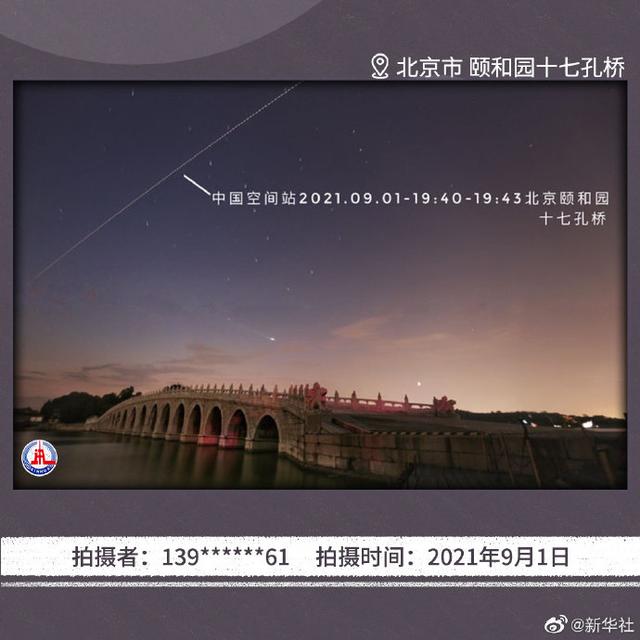 北京市 颐和园十七孔桥
中国空间站2021.09.01-19:40-19:43北京颐和园
十七孔桥
拍摄者：139******61 拍摄时间：2021年9月1日
@新华社